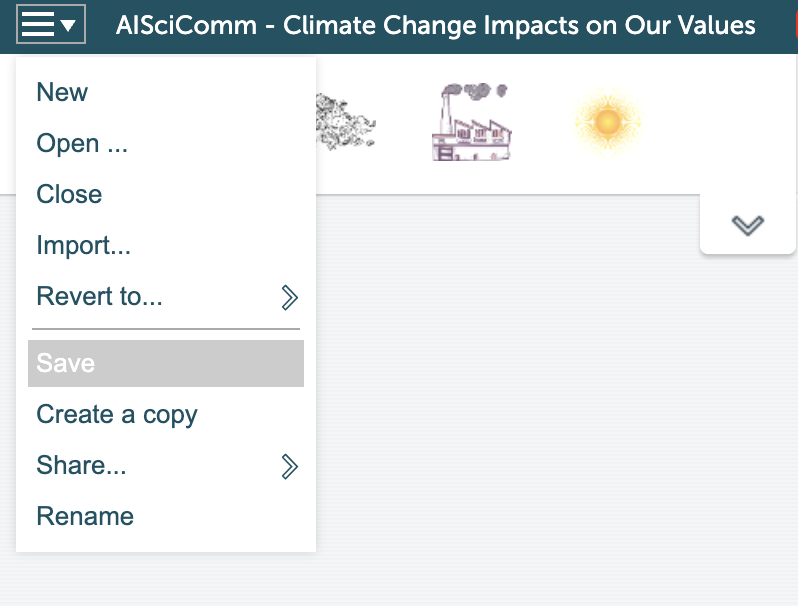 AISciComm - Climate Change Impacts on Our Values
New
Open ...
Close
Import...
Revert to...
Save
Create a copy
Share...
Rename